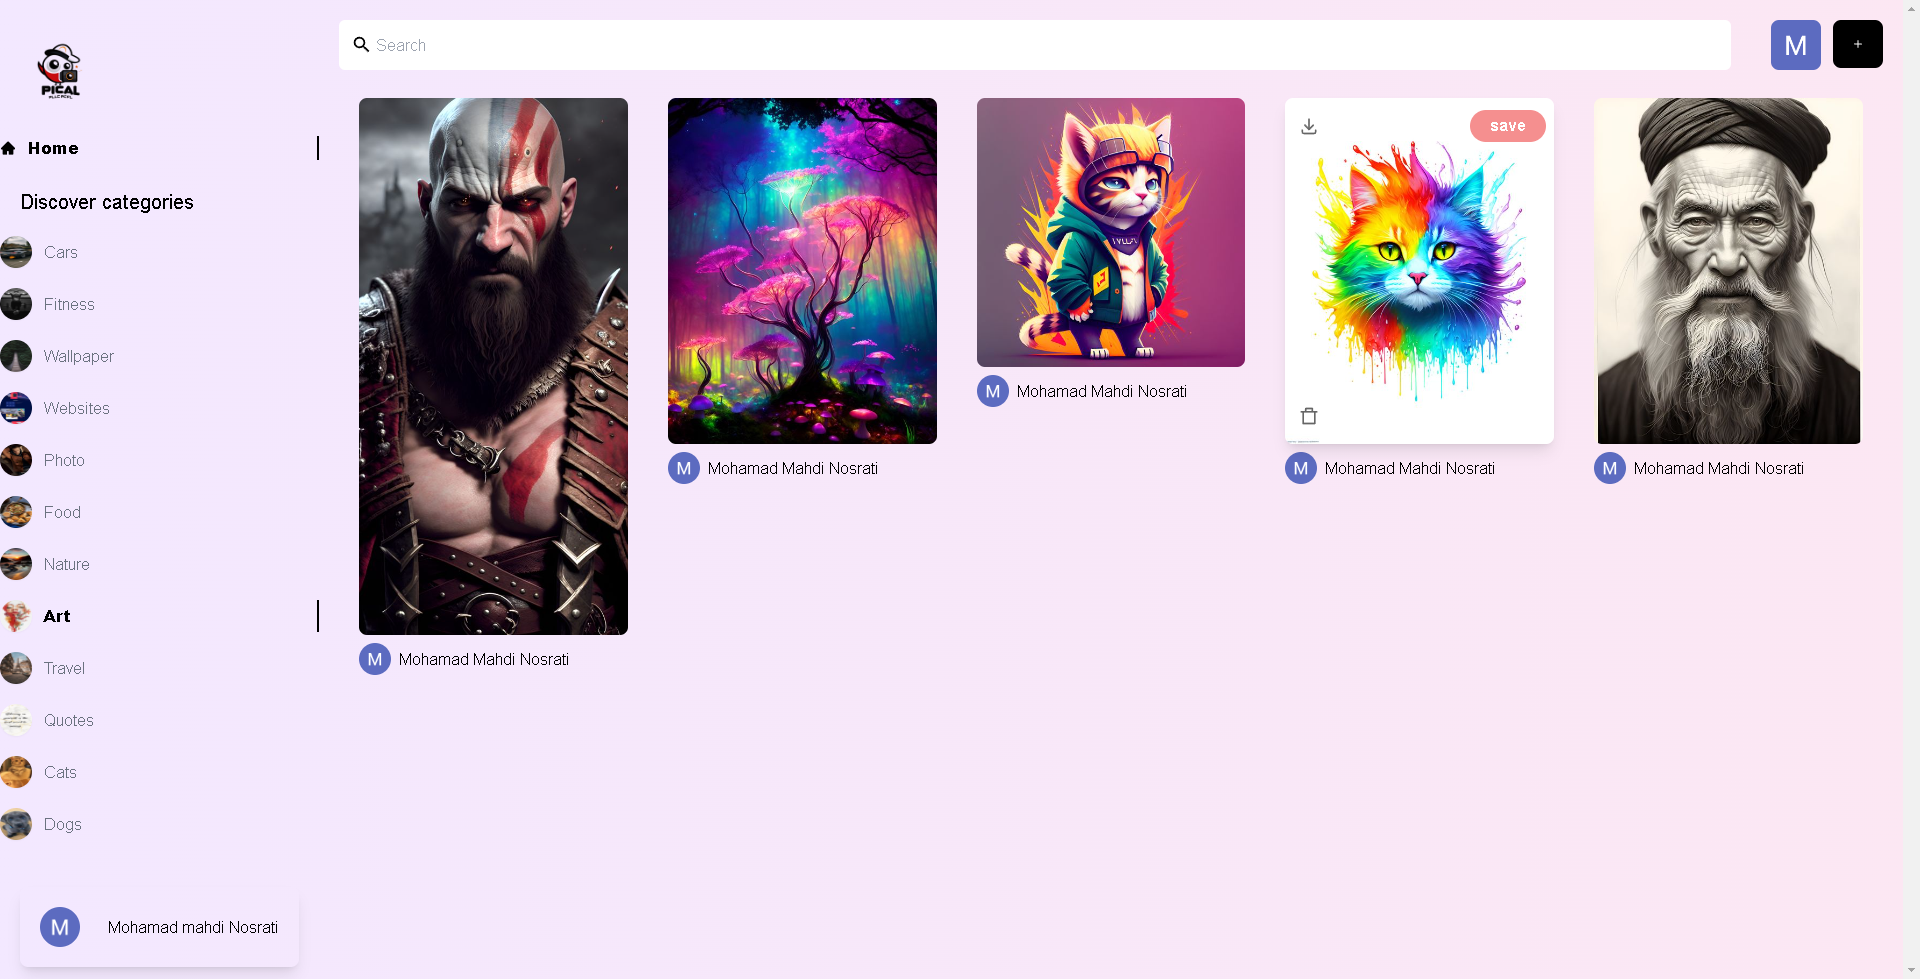 PICAL
Home
Discover categories
Cars
Fitness
Wallpaper
Websites
Photo
Food
Nature
Art
Travel
Quotes
Cats
Dogs
M
Mohamad mahdi Nosrati
Search
M
+
M
Mohamad Mahdi Nosrati
M
Mohamad Mahdi Nosrati
M
Mohamad Mahdi Nosrati
save
M
Mohamad Mahdi Nosrati
M
Mohamad Mahdi Nosrati